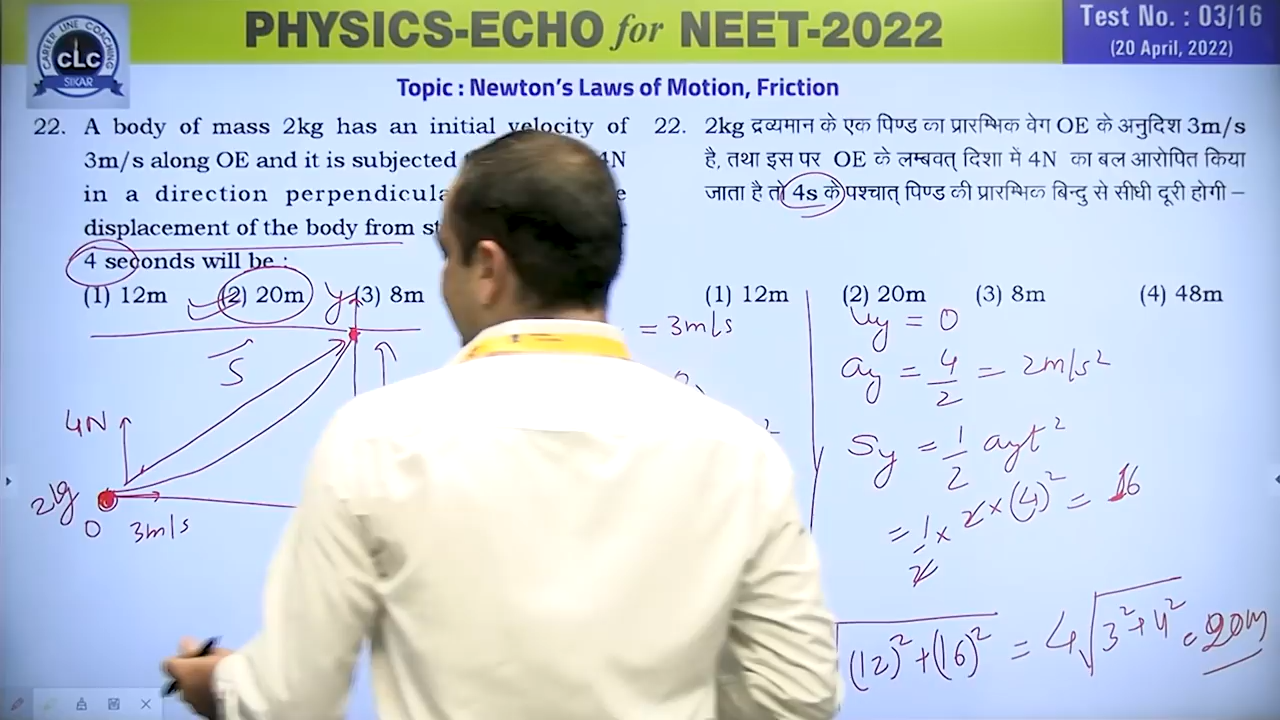 PHYSICS-ECHO for NEET-2022
Test No. : 03/16
(20 April, 2022)
CAREER LINE COACHING
CLC
SIKAR
Topic : Newton's Laws of Motion, Friction
22. A body of mass 2kg has an initial velocity of
3m/s along OE and it is subjected 4N
in a direction
displacement of the body from
4 seconds will be :
(1) 12m (2) 20m (3) 8m
22. 2kg द्रव्यमान के एक पिण्ड का प्रारम्भिक वेग OE के अनुदिश 3m/s
है, तथा इस पर OE के लम्बवत् दिशा में 4N का बल आरोपित किया
जाता है तो 4s के पश्चात् पिण्ड की प्रारम्भिक बिन्दु से सीधी दूरी होगी –
(1) 12m (2) 20m (3) 8m (4) 48m
y
S
4N
2kg
O 3m/s
= 3m/s
uy = 0
ay = 4/2 = 2m/s²
Sy = 1/2 ayt²
= 1/2 × 2 × (4)² = 16
√(12)² + (16)² = 4√3² + 4² = 20m